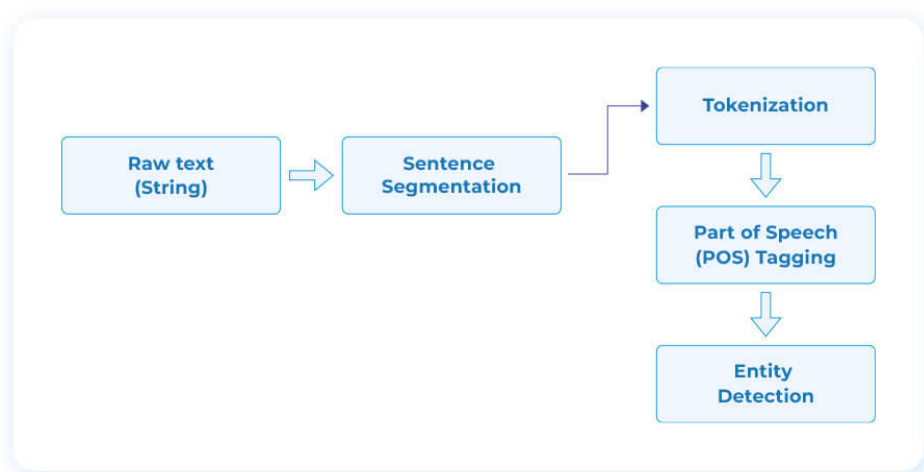 Raw text
(String)
Sentence
Segmentation
Tokenization
Part of Speech
(POS) Tagging
Entity
Detection